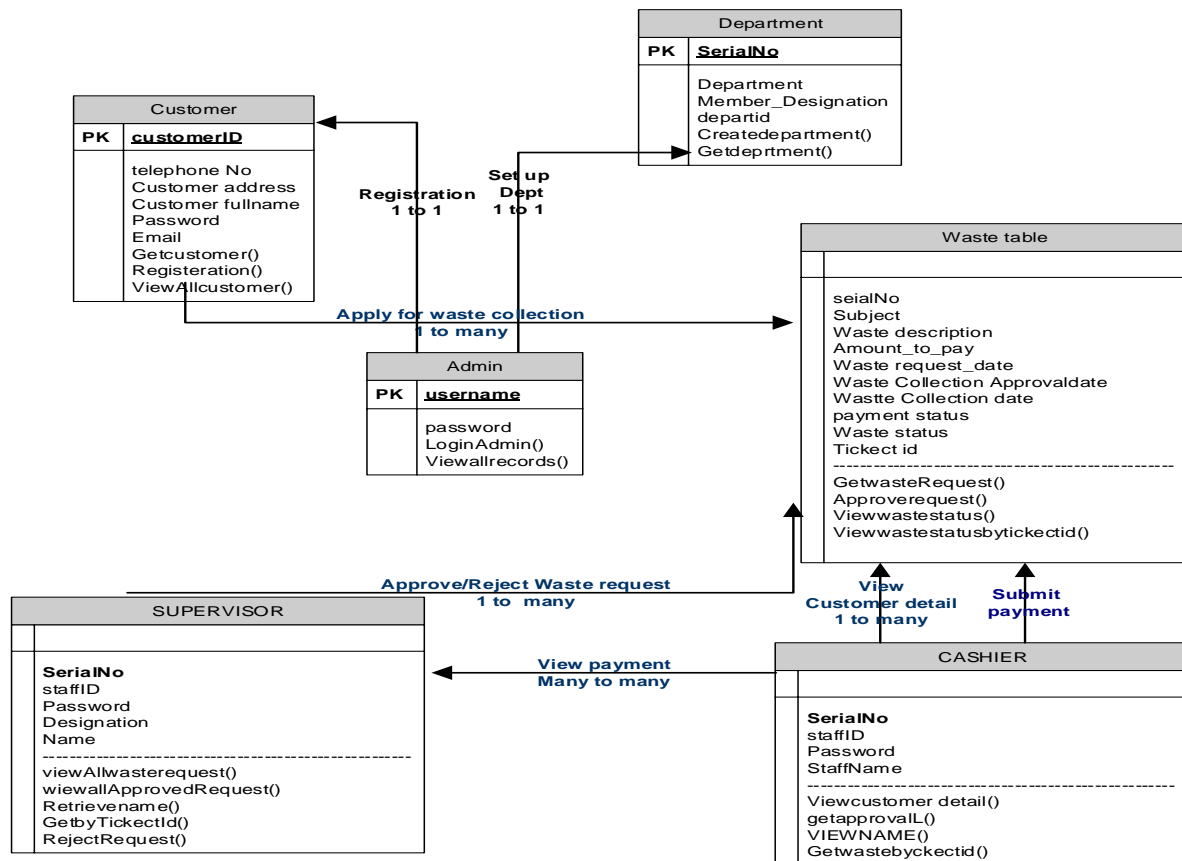 Department
PK SerialNo
Department
Member_Designation
departid
Createdepartment()
Getdeprtment()
Customer
PK customerID
telephone No
Customer address
Customer fullname
Password
Email
Getcustomer()
Registeration()
ViewAllcustomer()
Registration
1 to 1
Set up
Dept
1 to 1
Waste table
seialNo
Subject
Waste description
Amount_to_pay
Waste request_date
Waste Collection Approvaldate
Wastte Collection date
payment status
Waste status
Tickect id
GetwasteRequest()
Approverequest()
Viewwastestatus()
Viewwastestatusbytickectid()
Apply for waste collection
1 to many
Admin
PK username
password
LoginAdmin()
Viewallrecords()
Approve/Reject Waste request
1 to many
View
Customer detail
1 to many
Submit
payment
SUPERVISOR
SerialNo
staffID
Password
Designation
Name
viewAllwasterequest()
wiewallApprovedRequest()
Retrievename()
GetbyTickectId()
RejectRequest()
View payment
Many to many
CASHIER
SerialNo
staffID
Password
StaffName
Viewcustomer detail()
getapprovalL()
VIEWNAME()
Getwastebyckectid()